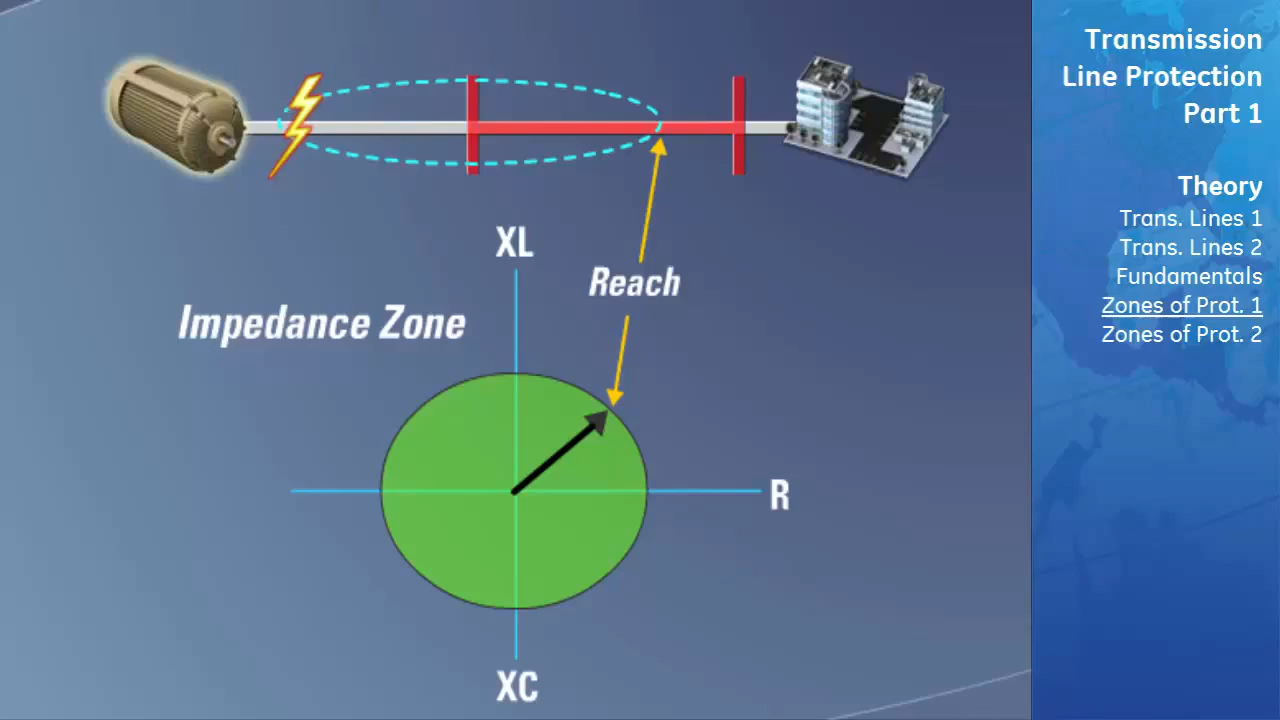 XL
Reach
Impedance Zone
R
XC
Transmission
Line Protection
Part 1
Theory
Trans. Lines 1
Trans. Lines 2
Fundamentals
Zones of Prot. 1
Zones of Prot. 2